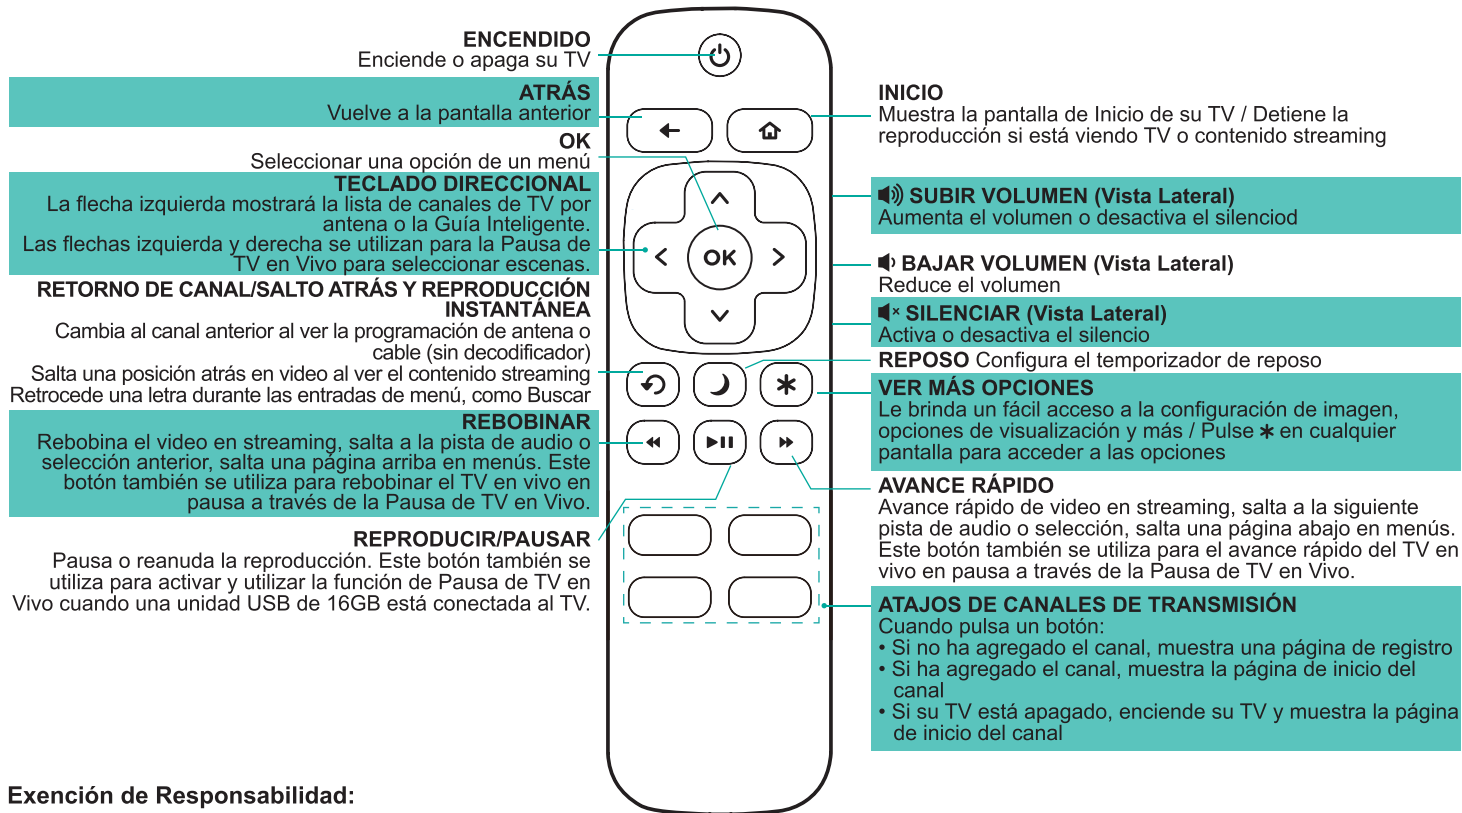 ENCENDIDO
Enciende o apaga su TV
ATRÁS
Vuelve a la pantalla anterior
OK
Seleccionar una opción de un menú
TECLADO DIRECCIONAL
La flecha izquierda mostrará la lista de canales de TV por
antena o la Guía Inteligente.
Las flechas izquierda y derecha se utilizan para la Pausa de
TV en Vivo para seleccionar escenas.
RETORNO DE CANAL/SALTO ATRÁS Y REPRODUCCIÓN
INSTANTÁNEA
Cambia al canal anterior al ver la programación de antena o
cable (sin decodificador)
Salta una posición atrás en video al ver el contenido streaming
Retrocede una letra durante las entradas de menú, como Buscar
REBOBINAR
Rebobina el video en streaming, salta a la pista de audio o
selección anterior, salta una página arriba en menús. Este
botón también se utiliza para rebobinar el TV en vivo en
pausa a través de la Pausa de TV en Vivo.
REPRODUCIR/PAUSAR
Pausa o reanuda la reproducción. Este botón también se
utiliza para activar y utilizar la función de Pausa de TV en
Vivo cuando una unidad USB de 16GB está conectada al TV.
OK
INICIO
Muestra la pantalla de Inicio de su TV / Detiene la
reproducción si está viendo TV o contenido streaming
SUBIR VOLUMEN (Vista Lateral)
Aumenta el volumen o desactiva el silenciod
BAJAR VOLUMEN (Vista Lateral)
Reduce el volumen
SILENCIAR (Vista Lateral)
Activa o desactiva el silencio
REPOSO Configura el temporizador de reposo
VER MÁS OPCIONES
Le brinda un fácil acceso a la configuración de imagen,
opciones de visualización y más / Pulse * en cualquier
pantalla para acceder a las opciones
AVANCE RÁPIDO
Avance rápido de video en streaming, salta a la siguiente
pista de audio o selección, salta una página abajo en menús.
Este botón también se utiliza para el avance rápido del TV en
vivo en pausa a través de la Pausa de TV en Vivo.
ATAJOS DE CANALES DE TRANSMISIÓN
Cuando pulsa un botón:
• Si no ha agregado el canal, muestra una página de registro
• Si ha agregado el canal, muestra la página de inicio del
canal
• Si su TV está apagado, enciende su TV y muestra la página
de inicio del canal
Exención de Responsabilidad: